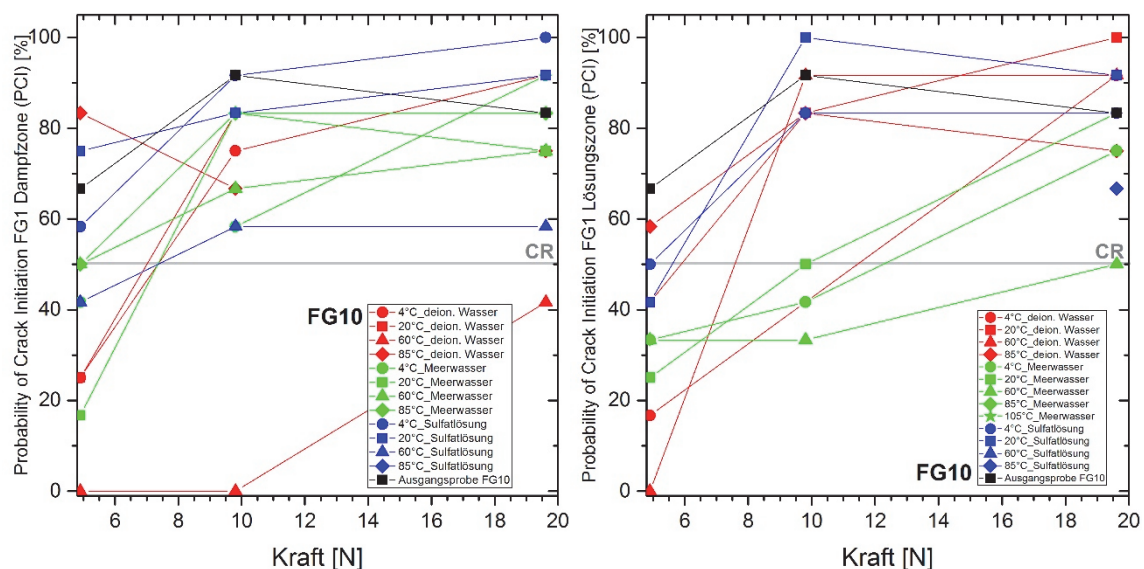 Probability of Crack Initiation FG1 Dampfzone (PCI) [%]
100
80
60
40
20
0
CR
FG10
4°C_deion. Wasser
20°C_deion. Wasser
60°C_deion. Wasser
85°C_deion. Wasser
4°C_Meerwasser
20°C_Meerwasser
60°C_Meerwasser
85°C_Meerwasser
4°C_Sulfatlösung
20°C_Sulfatlösung
60°C_Sulfatlösung
85°C_Sulfatlösung
Ausgangsprobe FG10
6 8 10 12 14 16 18 20
Kraft [N]
Probability of Crack Initiation FG1 Lösungszone (PCI) [%]
100
80
60
40
20
0
CR
4°C_deion. Wasser
20°C_deion. Wasser
60°C_deion. Wasser
85°C_deion. Wasser
4°C_Meerwasser
20°C_Meerwasser
60°C_Meerwasser
85°C_Meerwasser
105°C_Meerwasser
4°C_Sulfatlösung
20°C_Sulfatlösung
60°C_Sulfatlösung
85°C_Sulfatlösung
Ausgangsprobe FG10
FG10
6 8 10 12 14 16 18 20
Kraft [N]